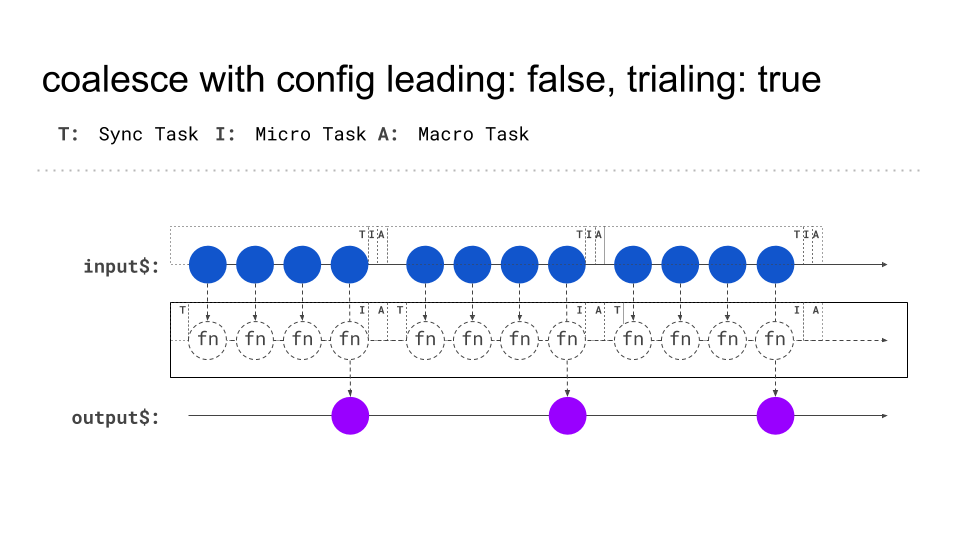 coalesce with config leading: false, trialing: true
T: Sync Task I: Micro Task A: Macro Task
T I A T I A T I A
input$:
T I A T I A T I A
fn fn fn fn fn fn fn fn fn fn fn fn
output$: